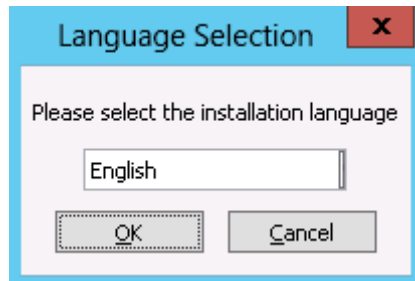 Language Selection
x
Please select the installation language
English
OK
Cancel